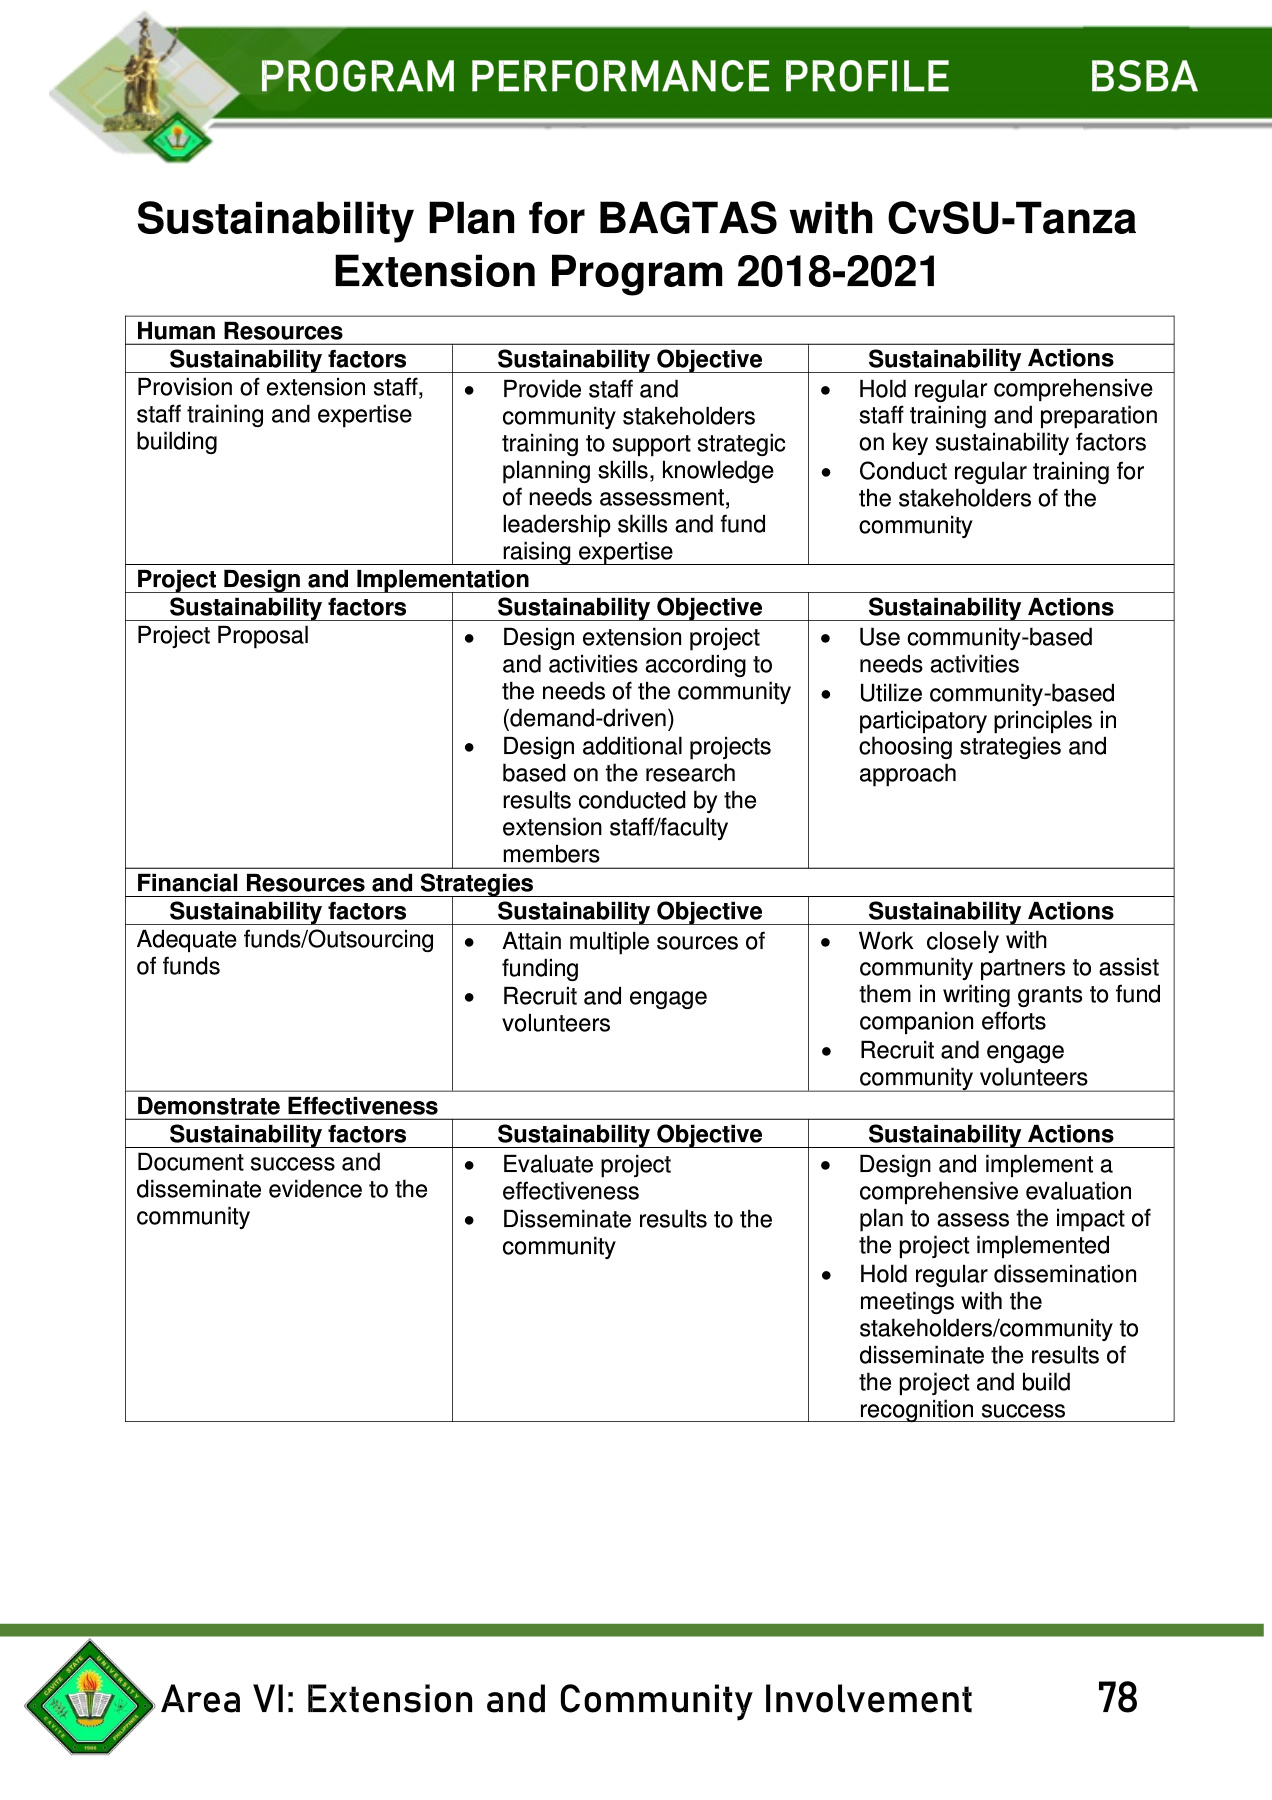 PROGRAM PERFORMANCE PROFILE BSBA
Sustainability Plan for BAGTAS with CvSU-Tanza
Extension Program 2018-2021
Human Resources
Sustainability factors Sustainability Objective Sustainability Actions
Provision of extension staff,
staff training and expertise
building
• Provide staff and
community stakeholders
training to support strategic
planning skills, knowledge
of needs assessment,
leadership skills and fund
raising expertise
• Hold regular comprehensive
staff training and preparation
on key sustainability factors
• Conduct regular training for
the stakeholders of the
community
Project Design and Implementation
Sustainability factors Sustainability Objective Sustainability Actions
Project Proposal
• Design extension project
and activities according to
the needs of the community
(demand-driven)
• Design additional projects
based on the research
results conducted by the
extension staff/faculty
members
• Use community-based
needs activities
• Utilize community-based
participatory principles in
choosing strategies and
approach
Financial Resources and Strategies
Sustainability factors Sustainability Objective Sustainability Actions
Adequate funds/Outsourcing
of funds
• Attain multiple sources of
funding
• Recruit and engage
volunteers
• Work closely with
community partners to assist
them in writing grants to fund
companion efforts
• Recruit and engage
community volunteers
Demonstrate Effectiveness
Sustainability factors Sustainability Objective Sustainability Actions
Document success and
disseminate evidence to the
community
• Evaluate project
effectiveness
• Disseminate results to the
community
• Design and implement a
comprehensive evaluation
plan to assess the impact of
the project implemented
• Hold regular dissemination
meetings with the
stakeholders/community to
disseminate the results of
the project and build
recognition success
CAVITE STATE UNIVERSITY
CAVITE PHILIPPINES
1906
Area VI: Extension and Community Involvement 78